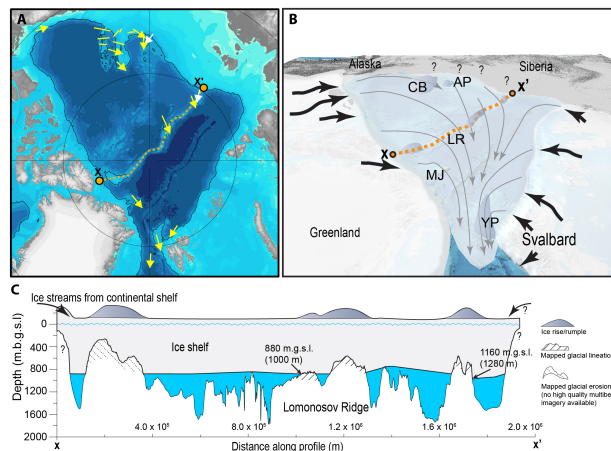 A
X'
X
B
Alaska
?
?
?
?
Siberia
CB
AP
X'
X
LR
MJ
YP
Greenland
Svalbard
C
Ice streams from continental shelf
?
?
0
400
800
1200
1600
2000
Depth (m.b.g.s.l)
Ice shelf
880 m.g.s.l.
(1000 m)
1160 m.g.s.l.
(1280 m)
Lomonosov Ridge
x
4.0 x 10⁵
8.0 x 10⁵
1.2 x 10⁶
1.6 x 10⁶
2.0 x 10⁶
x'
Distance along profile (m)
Ice rise/rumple
Mapped glacial lineatio
Mapped glacial erosion
(no high quality multibe
imagery available)